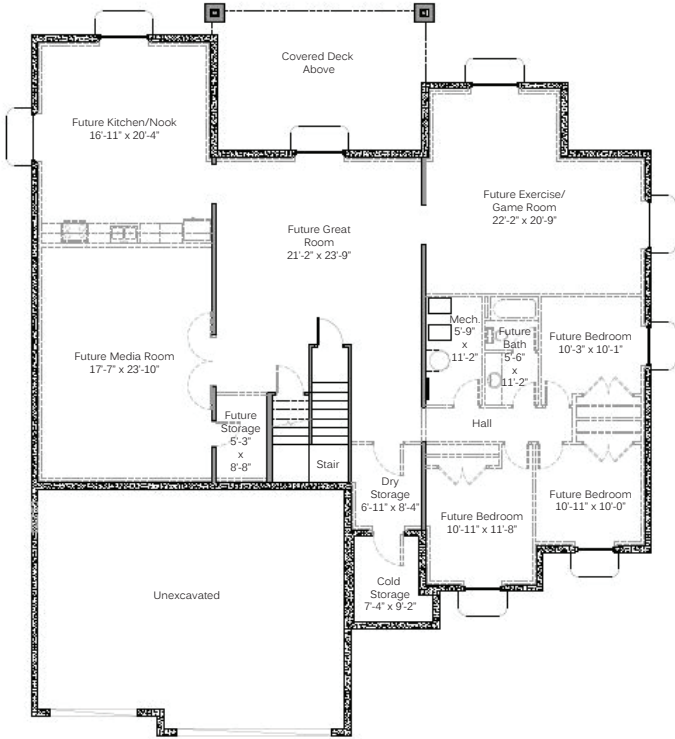 Covered Deck
Above
Future Kitchen/Nook
16'-11" x 20'-4"
Future Exercise/
Game Room
22'-2" x 20'-9"
Future Great
Room
21'-2" x 23'-9"
Mech.
5'-9"
x
11'-2"
Future
Bath
5'-6"
x
11'-2"
Future Bedroom
10'-3" x 10'-1"
Future Media Room
17'-7" x 23'-10"
Future
Storage
5'-3"
x
8'-8"
Hall
Stair
Dry
Storage
6'-11" x 8'-4"
Future Bedroom
10'-11" x 11'-8"
Future Bedroom
10'-11" x 10'-0"
Cold
Storage
7'-4" x 9'-2"
Unexcavated